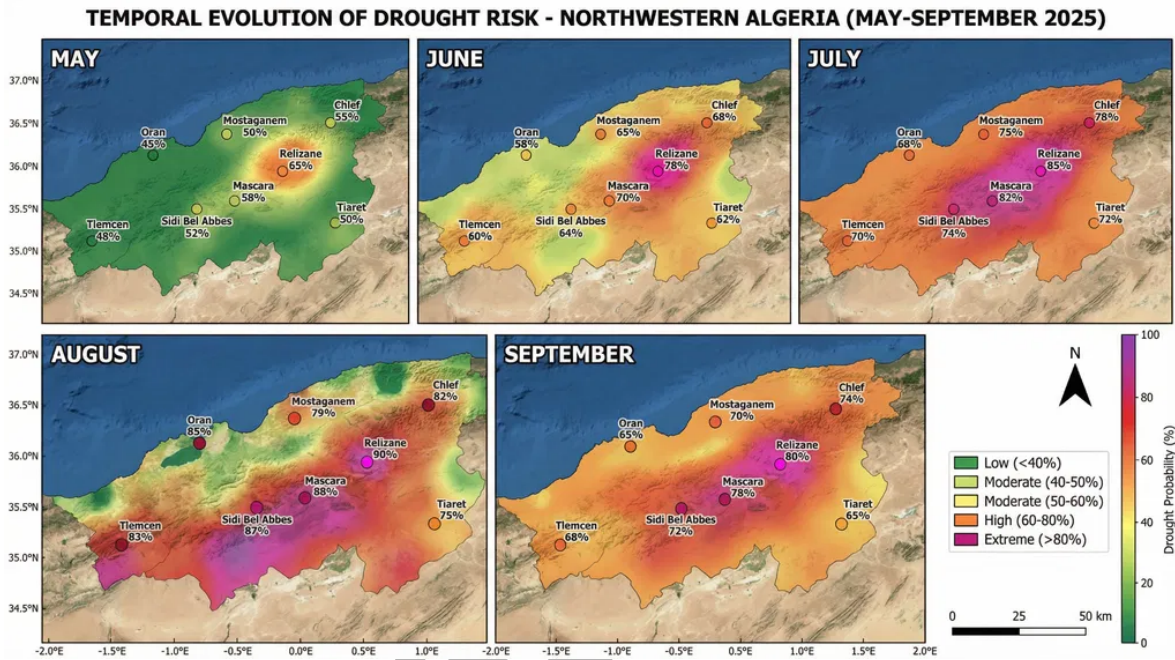 TEMPORAL EVOLUTION OF DROUGHT RISK - NORTHWESTERN ALGERIA (MAY-SEPTEMBER 2025)
MAY
37.0°N
36.5°N
36.0°N
35.5°N
35.0°N
34.5°N
Chlef
55%
Mostaganem
50%
Oran
45%
Relizane
65%
Mascara
58%
Sidi Bel Abbes
52%
Tiaret
50%
Tlemcen
48%
JUNE
Chlef
68%
Mostaganem
65%
Oran
58%
Relizane
78%
Mascara
70%
Sidi Bel Abbes
64%
Tiaret
62%
Tlemcen
60%
JULY
Chlef
78%
Mostaganem
75%
Oran
68%
Relizane
85%
Mascara
82%
Sidi Bel Abbes
74%
Tiaret
72%
Tlemcen
70%
AUGUST
37.0°N
36.5°N
36.0°N
35.5°N
35.0°N
34.5°N
Chlef
82%
Mostaganem
79%
Oran
85%
Relizane
90%
Mascara
88%
Sidi Bel Abbes
87%
Tiaret
75%
Tlemcen
83%
-2.0°E -1.5°E -1.0°E -0.5°E 0.0°E 0.5°E 1.0°E
SEPTEMBER
Chlef
74%
Mostaganem
70%
Oran
65%
Relizane
80%
Mascara
78%
Sidi Bel Abbes
72%
Tiaret
65%
Tlemcen
68%
-2.0°E -1.5°E -1.0°E -0.5°E 0.5°E 1.0°E 1.5°E 2.0°E
N
Low (<40%)
Moderate (40-50%)
Moderate (50-60%)
High (60-80%)
Extreme (>80%)
0 25 50 km
100
80
60
40
20
0
Drought Probability (%)